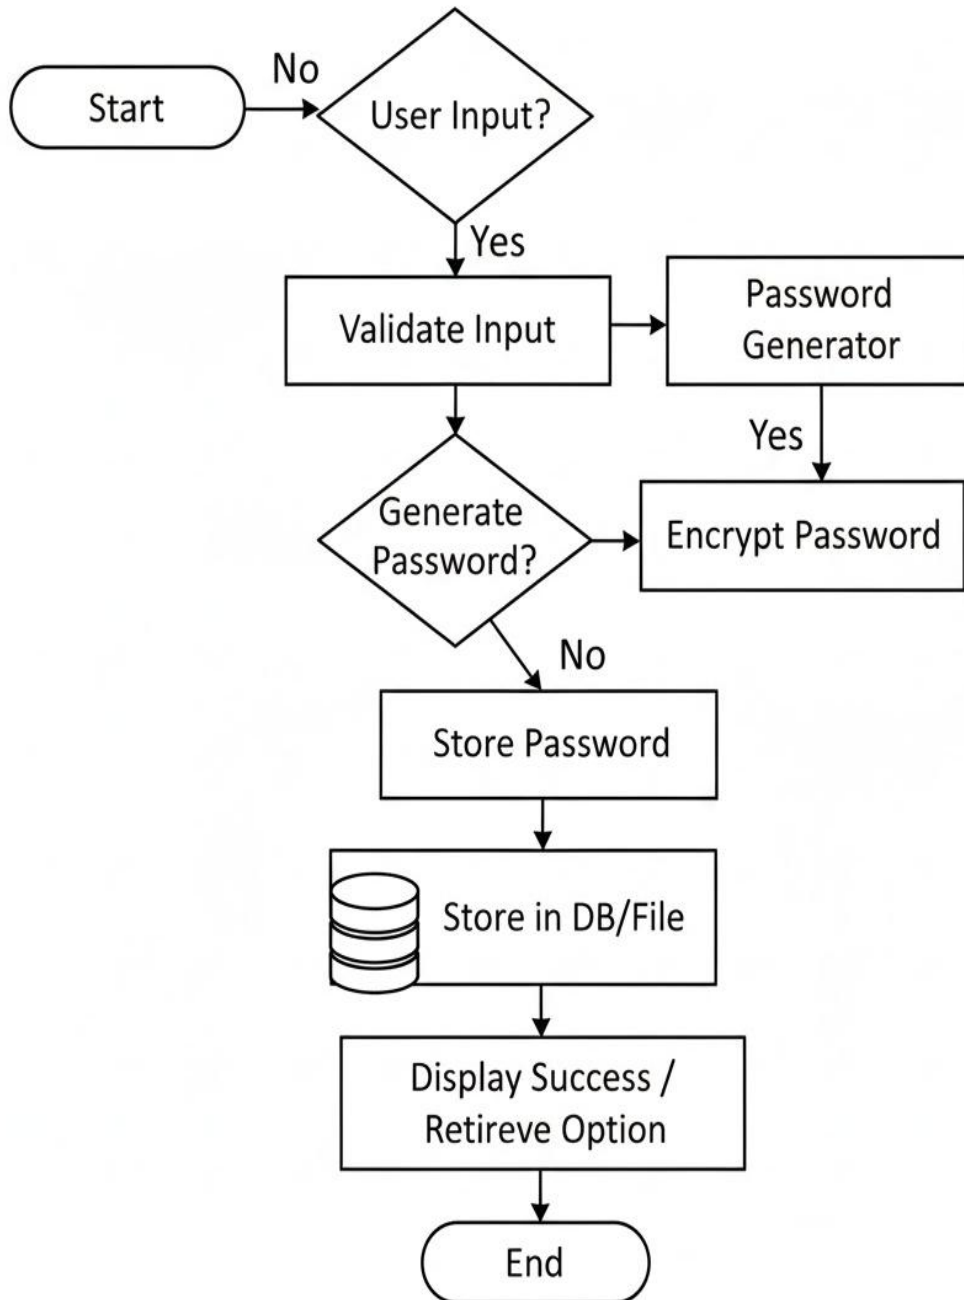 No
Start
User Input?
Yes
Validate Input
Password
Generator
Yes
Generate
Password?
Encrypt Password
No
Store Password
Store in DB/File
Display Success /
Retireve Option
End